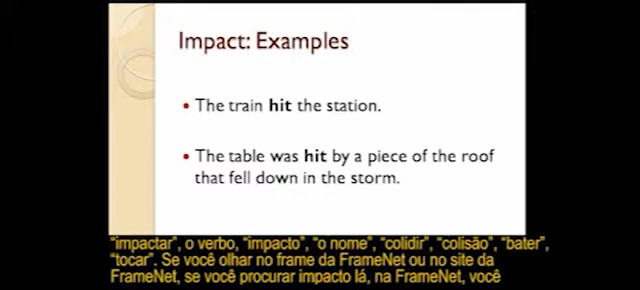 Impact: Examples
• The train hit the station.
• The table was hit by a piece of the roof
that fell down in the storm.
“impactar”, o verbo, “impacto”, “o nome”, “colidir”, “colisão”, “bater”,
“tocar”. Se você olhar no frame da FrameNet ou no site da
FrameNet, se você procurar impacto lá, na FrameNet, você